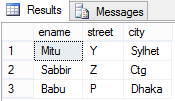 Results Messages
ename street city
1 Mitu Y Sylhet
2 Sabbir Z Ctg
3 Babu P Dhaka